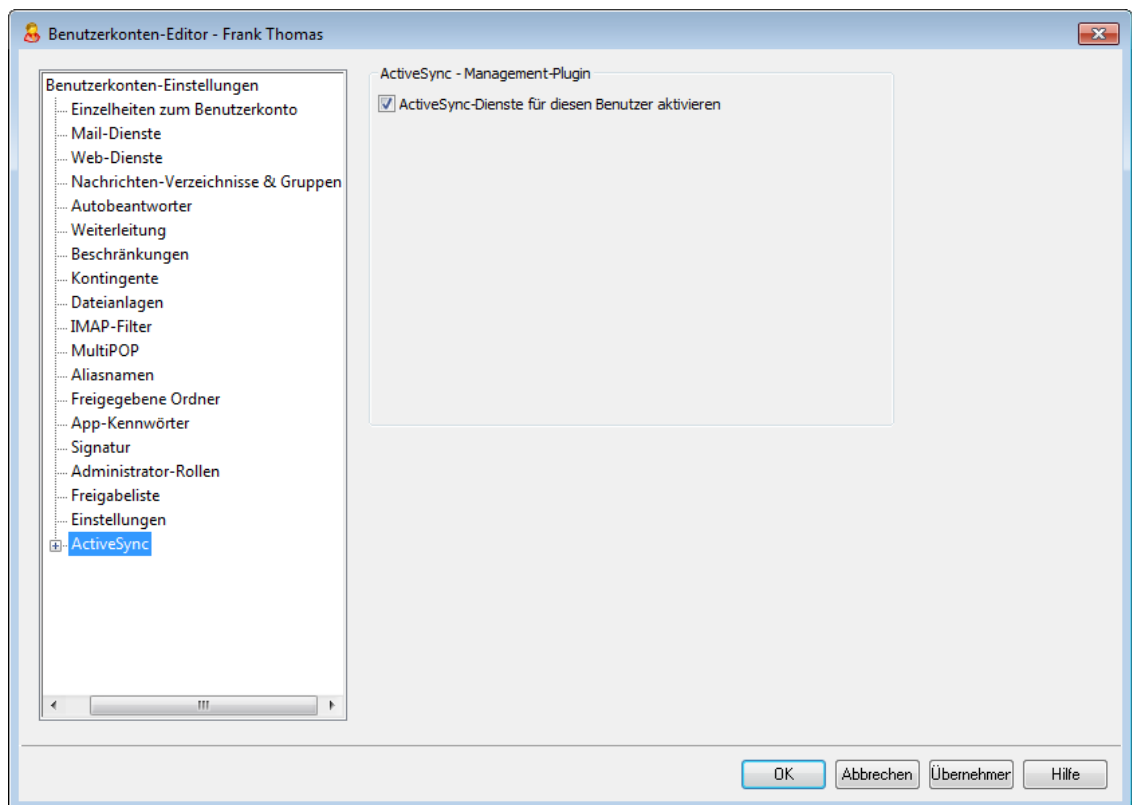 Benutzerkonten-Editor - Frank Thomas
Benutzerkonten-Einstellungen
Einzelheiten zum Benutzerkonto
Mail-Dienste
Web-Dienste
Nachrichten-Verzeichnisse & Gruppen
Autobeantworter
Weiterleitung
Beschränkungen
Kontingente
Dateianlagen
IMAP-Filter
MultiPOP
Aliasnamen
Freigegebene Ordner
App-Kennwörter
Signatur
Administrator-Rollen
Freigabeliste
Einstellungen
ActiveSync
ActiveSync - Management-Plugin
ActiveSync-Dienste für diesen Benutzer aktivieren
OK
Abbrechen
Übernehmer
Hilfe